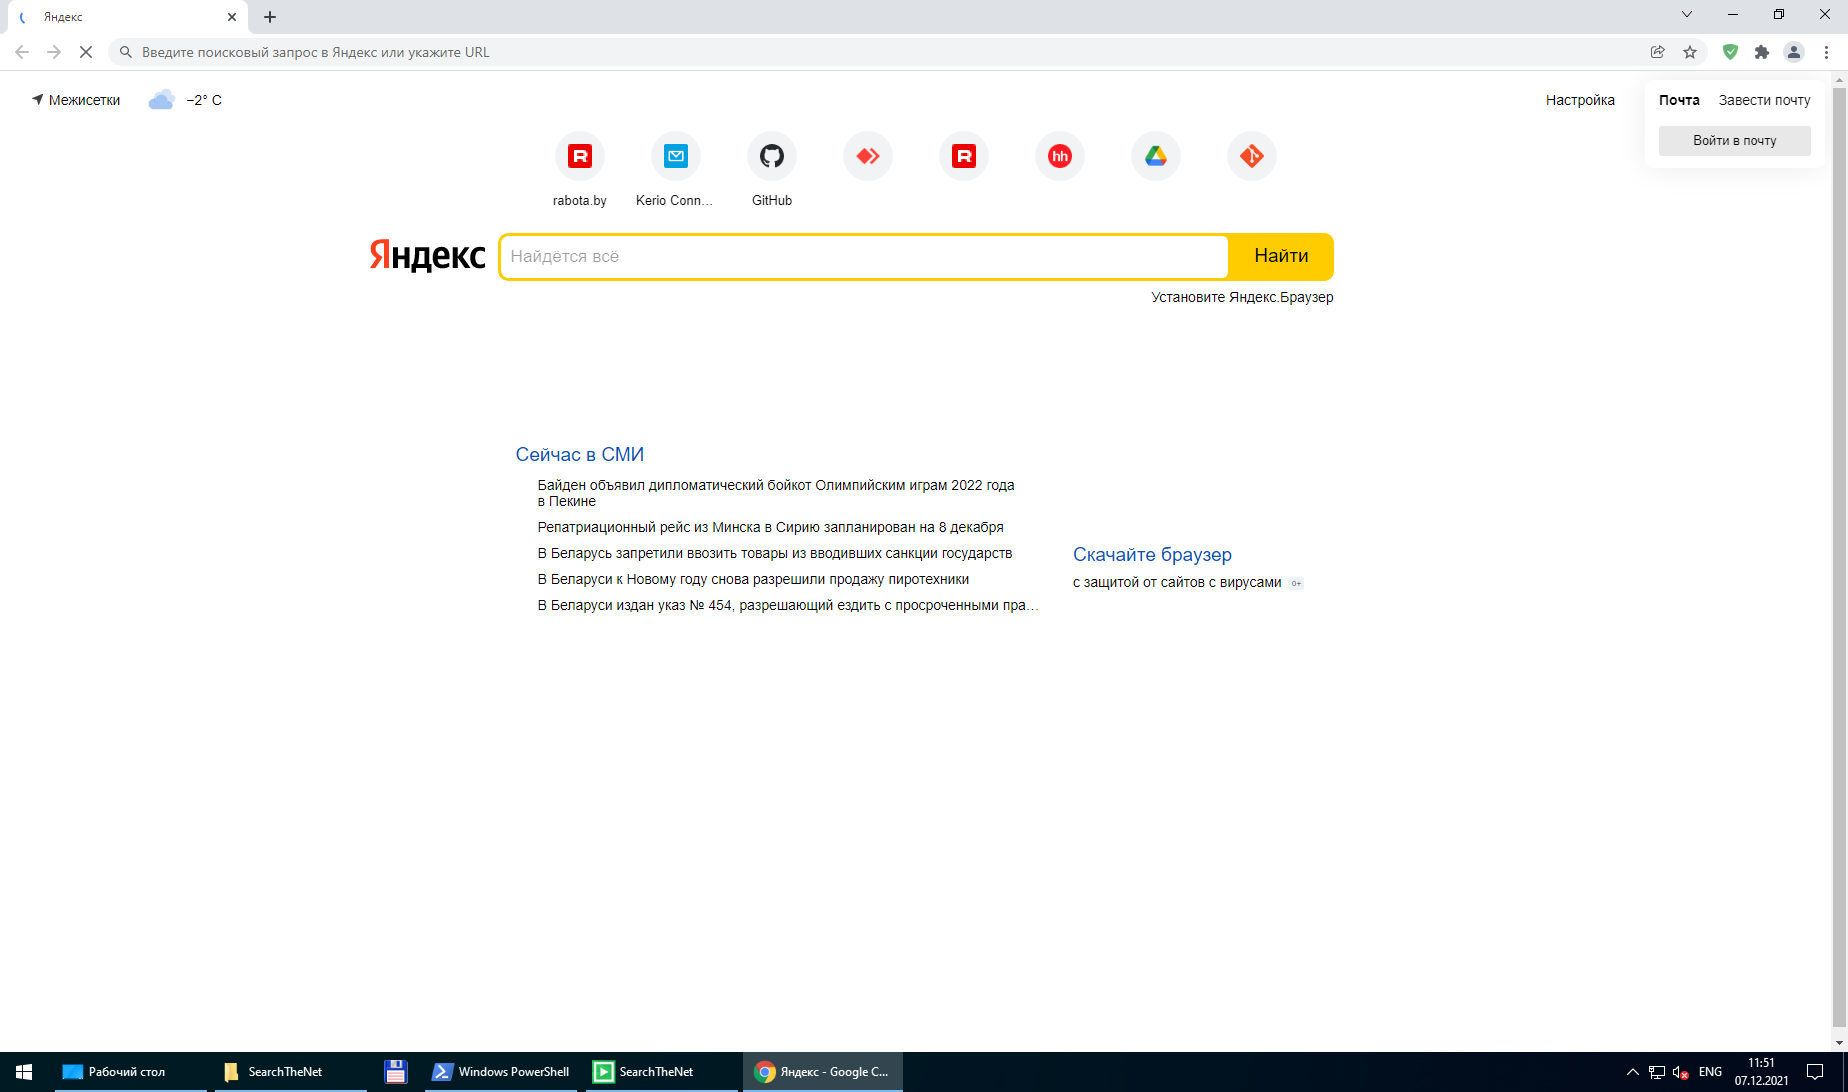 Яндекс
Введите поисковый запрос в Яндекс или укажите URL
Межисетки
−2° C
Настройка
Почта
Завести почту
Войти в почту
hh
rabota.by
Kerio Conn...
GitHub
Яндекс
Найдётся всё
Найти
Установите Яндекс.Браузер
Сейчас в СМИ
Байден объявил дипломатический бойкот Олимпийским играм 2022 года
в Пекине
Репатриационный рейс из Минска в Сирию запланирован на 8 декабря
В Беларусь запретили ввозить товары из вводивших санкции государств
В Беларуси к Новому году снова разрешили продажу пиротехники
В Беларуси издан указ № 454, разрешающий ездить с просроченными пра...
Скачайте браузер
с защитой от сайтов с вирусами
0+
Рабочий стол
SearchTheNet
Windows PowerShell
SearchTheNet
Яндекс - Google C...
ENG
11:51
07.12.2021